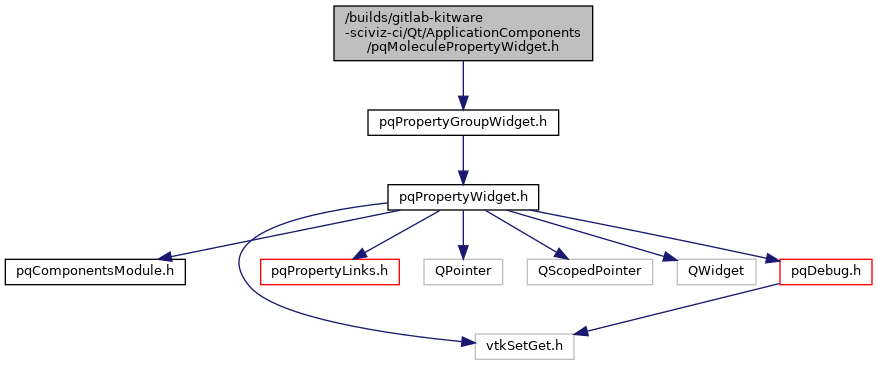 /builds/gitlab-kitware
-sciviz-ci/Qt/ApplicationComponents
/pqMoleculePropertyWidget.h
pqPropertyGroupWidget.h
pqPropertyWidget.h
pqComponentsModule.h
pqPropertyLinks.h
QPointer
QScopedPointer
QWidget
pqDebug.h
vtkSetGet.h